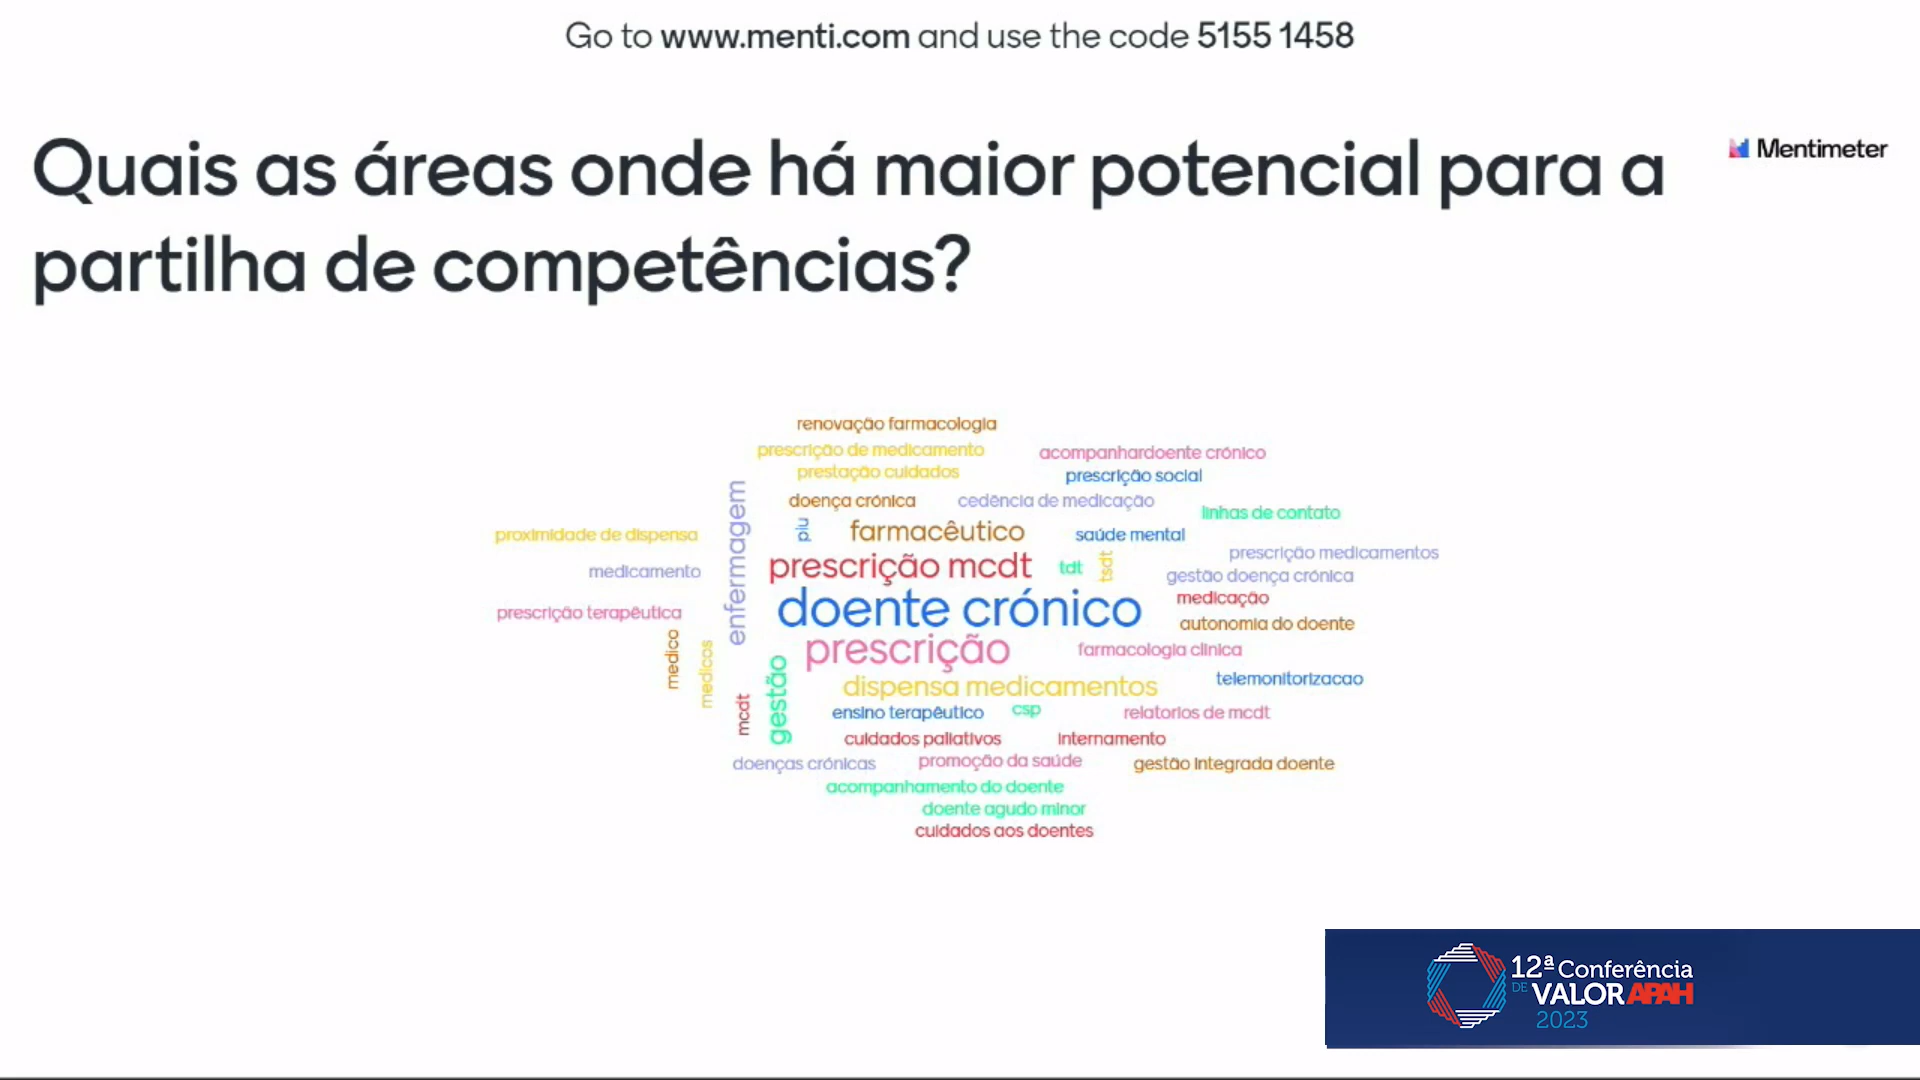 Go to www.menti.com and use the code 5155 1458
Quais as áreas onde há maior potencial para a
partilha de competências?
Mentimeter
renovação farmacologia
prescrição de medicamento
acompanhardoente crónico
prestação cuidados
prescrição social
doença crónica
cedência de medicação
linhas de contato
enfermagem
piu
farmacêutico
saúde mental
proximidade de dispensa
prescrição medicamentos
medicamento
prescrição mcdt
tdt
tsdt
gestão doença crónica
doente crónico
medicação
prescrição terapêutica
autonomia do doente
medico
medicos
prescrição
farmacologia clinica
telemonitorizacao
mcdt
gestão
dispensa medicamentos
ensino terapêutico
csp
relatorios de mcdt
cuidados paliativos
internamento
doenças crónicas
promoção da saúde
gestão integrada doente
acompanhamento do doente
doente agudo minor
cuidados aos doentes
12ª Conferência
DE VALOR APAH
2023